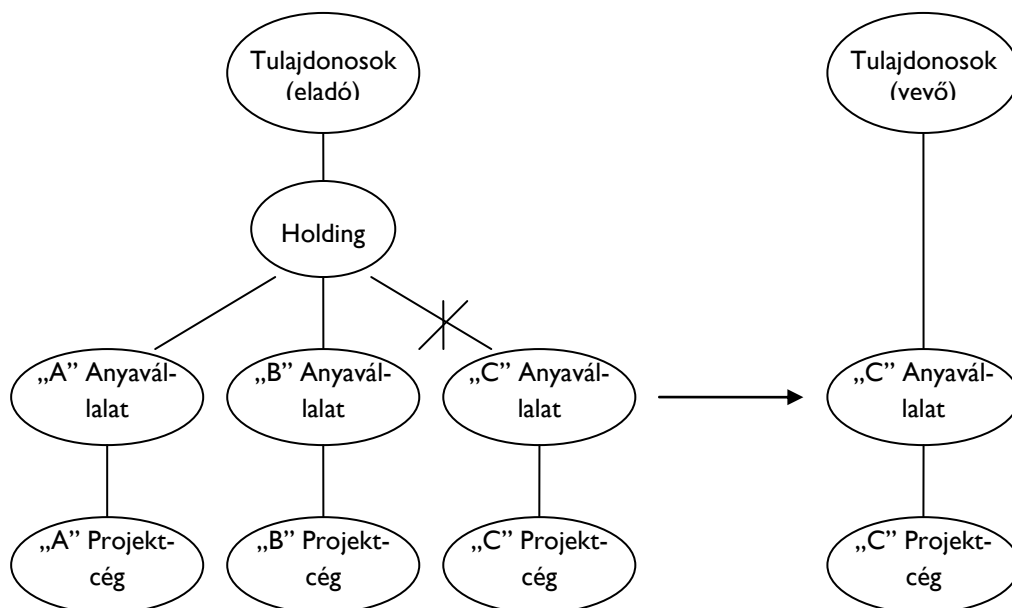 Tulajdonosok
(eladó)
Tulajdonosok
(vevő)
Holding
„A” Anyavál-
lalat
„B” Anyavál-
lalat
„C” Anyavál-
lalat
„C” Anyavál-
lalat
„A” Projekt-
cég
„B” Projekt-
cég
„C” Projekt-
cég
„C” Projekt-
cég